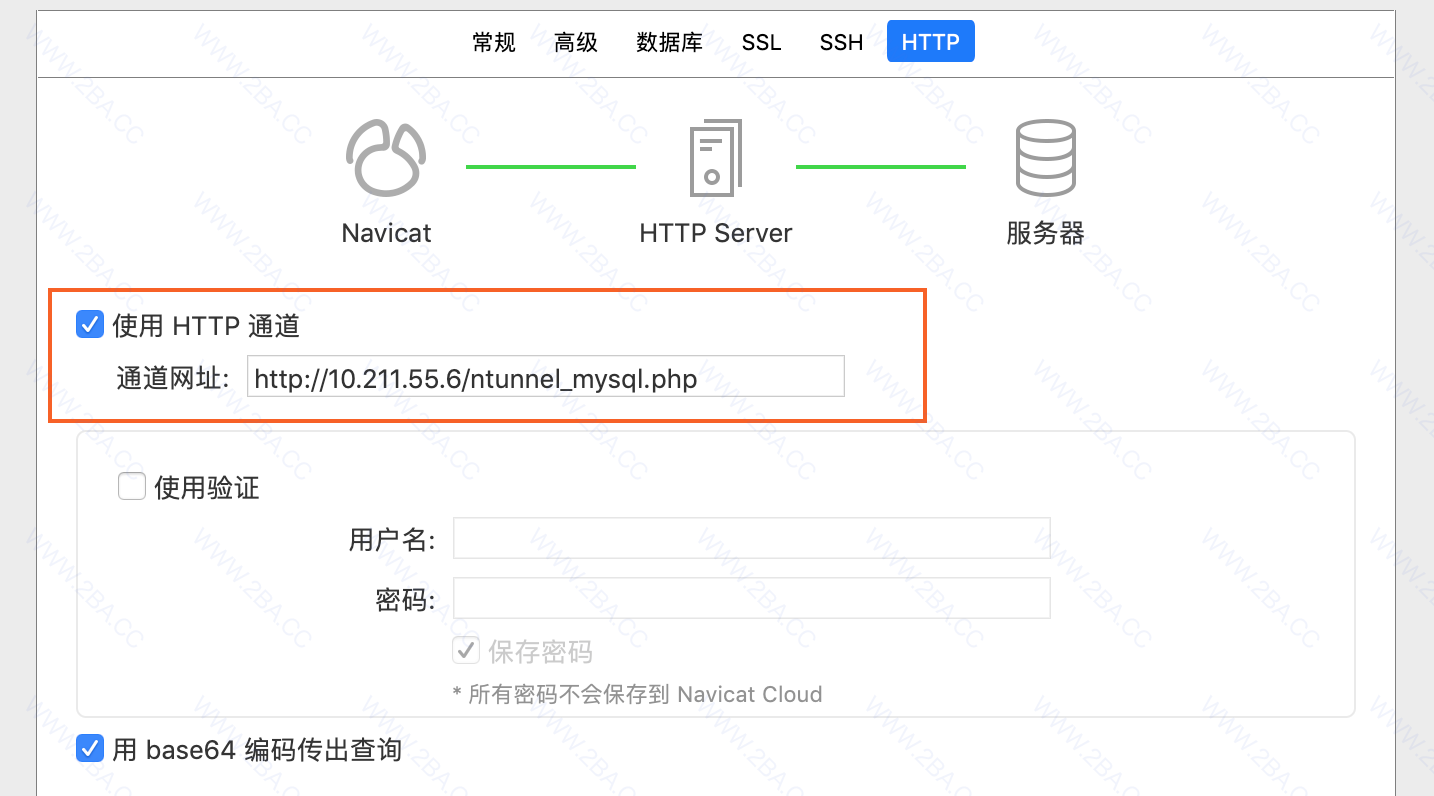 常规 高级 数据库 SSL SSH HTTP
Navicat HTTP Server 服务器
使用 HTTP 通道
通道网址: http://10.211.55.6/ntunnel_mysql.php
使用验证
用户名:
密码:
保存密码
* 所有密码不会保存到 Navicat Cloud
用 base64 编码传出查询
WWW.2BA.CC